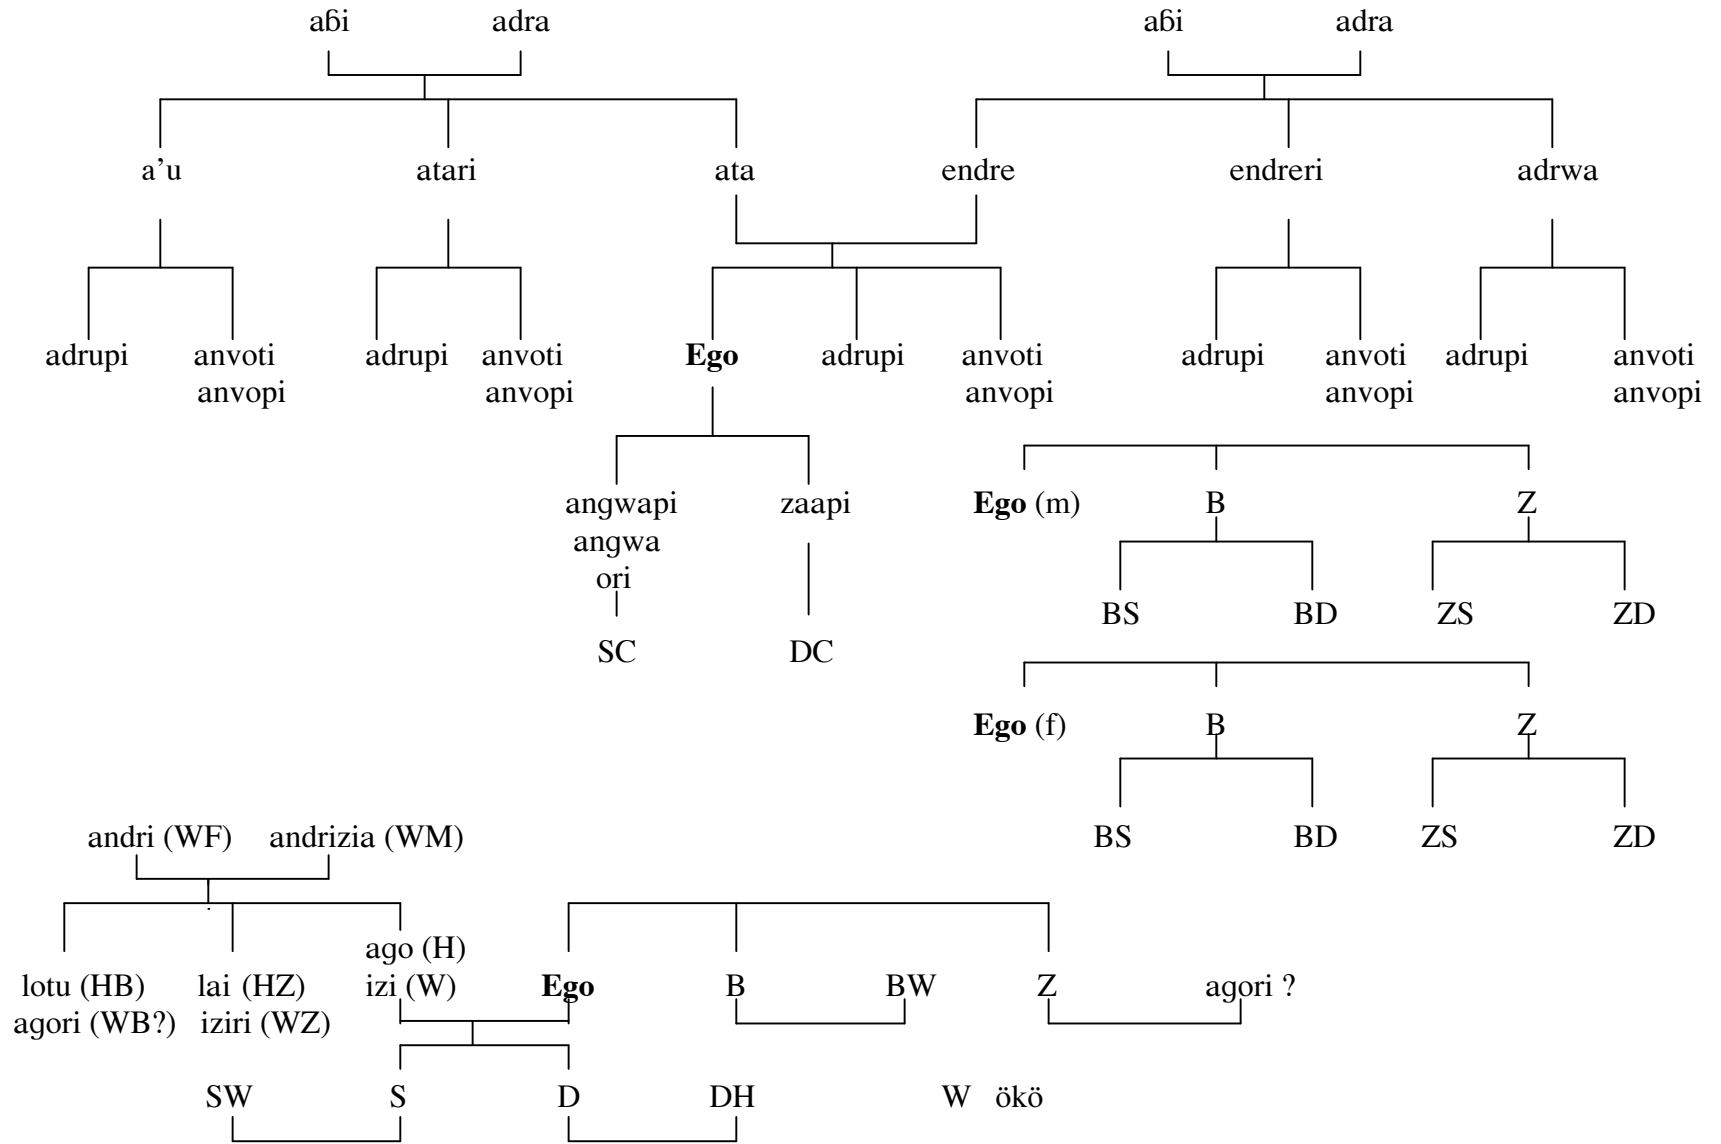 aɓi adra aɓi adra
a’u atari ata endre endreri adrwa
adrupi anvoti adrupi anvoti Ego adrupi anvoti adrupi anvoti adrupi anvoti
anvopi anvopi anvopi anvopi anvopi
angwapi zaapi Ego (m) B Z
angwa
ori
BS BD ZS ZD
SC DC
Ego (f) B Z
andri (WF) andrizia (WM) BS BD ZS ZD
ago (H)
lotu (HB) lai (HZ) izi (W) Ego B BW Z agori ?
agori (WB?) iziri (WZ)
SW S D DH W ökö